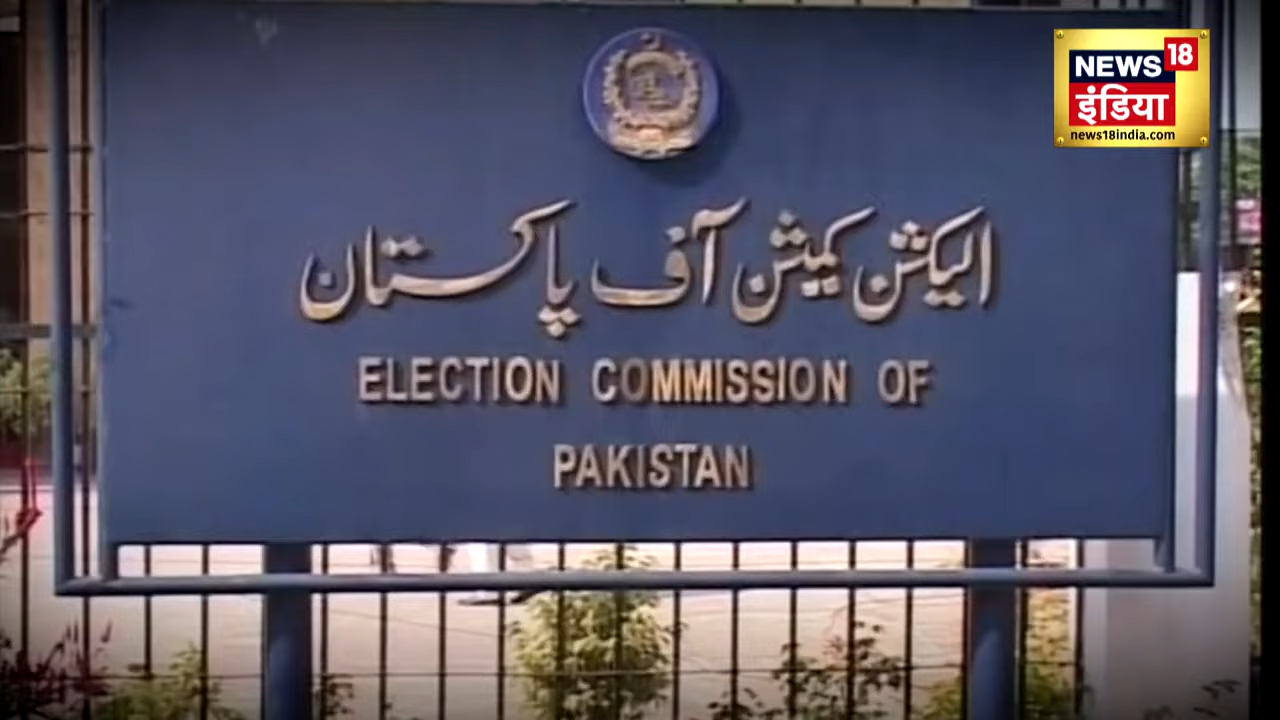 NEWS 18
इंडिया
news18india.com
الیکشن کمیشن آف پاکستان
ELECTION COMMISSION OF
PAKISTAN